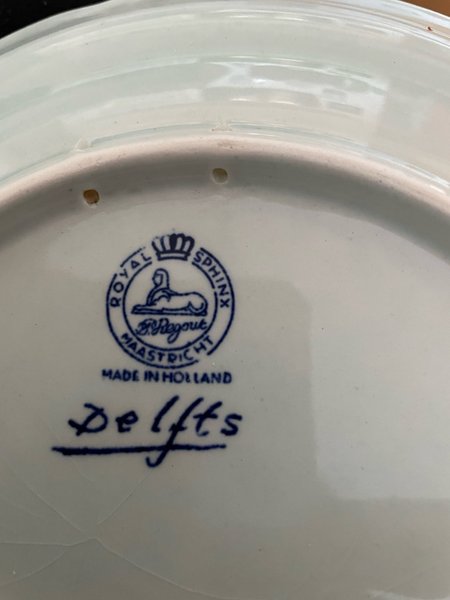 ROYAL SPHINX
P. Regout
MAASTRICHT
MADE IN HOLLAND
Delfts